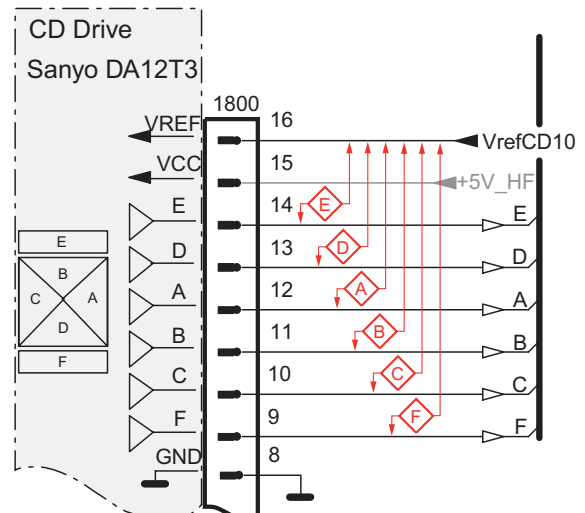 CD Drive
Sanyo DA12T3
1800
VREF 16 VrefCD10
VCC 15 +5V_HF
E 14 E E
D 13 D D
A 12 A A
B 11 B B
C 10 C C
F 9 F F
GND 8
E
B
C A
D
F